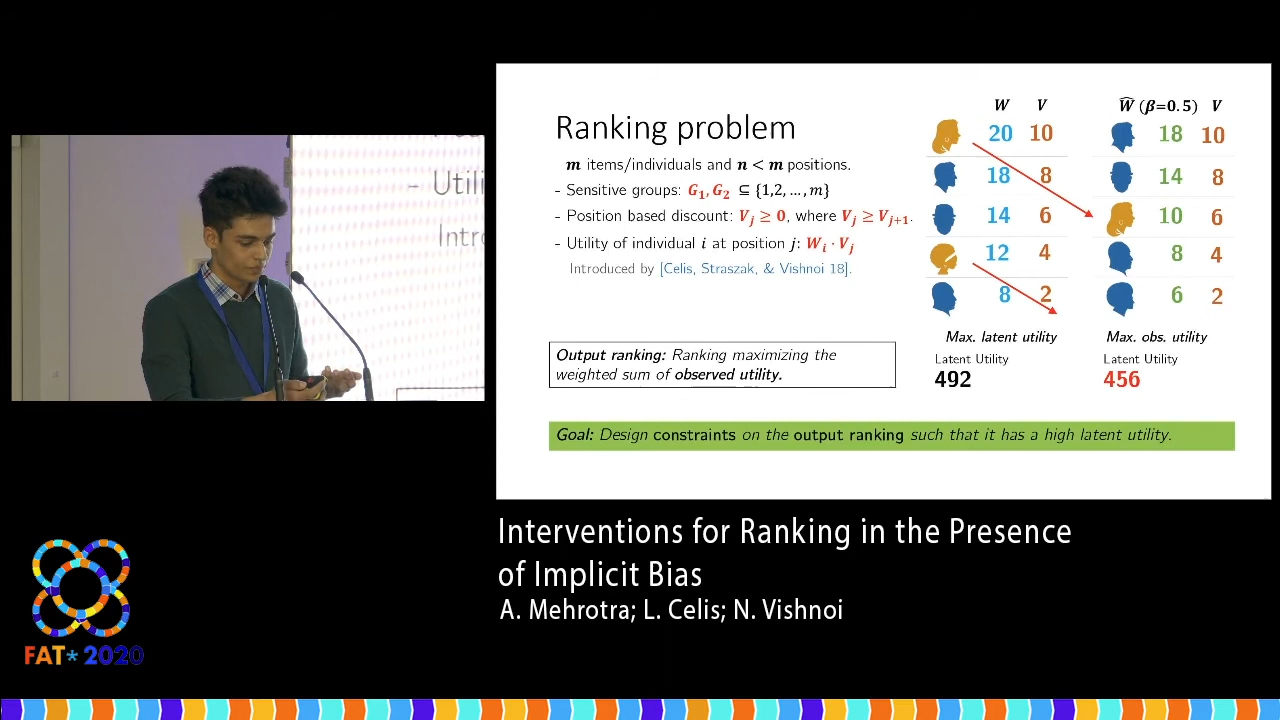 - Utili
Intro
Ranking problem
m items/individuals and n < m positions.
- Sensitive groups: G₁, G₂ ⊆ {1,2, ..., m}
- Position based discount: Vⱼ ≥ 0, where Vⱼ ≥ Vⱼ₊₁.
- Utility of individual i at position j: Wᵢ · Vⱼ
Introduced by [Celis, Straszak, & Vishnoi 18].
Output ranking: Ranking maximizing the
weighted sum of observed utility.
W V
20 10
18 8
14 6
12 4
8 2
Max. latent utility
Latent Utility
492
Ŵ (β=0.5) V
18 10
14 8
10 6
8 4
6 2
Max. obs. utility
Latent Utility
456
Goal: Design constraints on the output ranking such that it has a high latent utility.
Interventions for Ranking in the Presence
of Implicit Bias
A. Mehrotra; L. Celis; N. Vishnoi
FAT* 2020